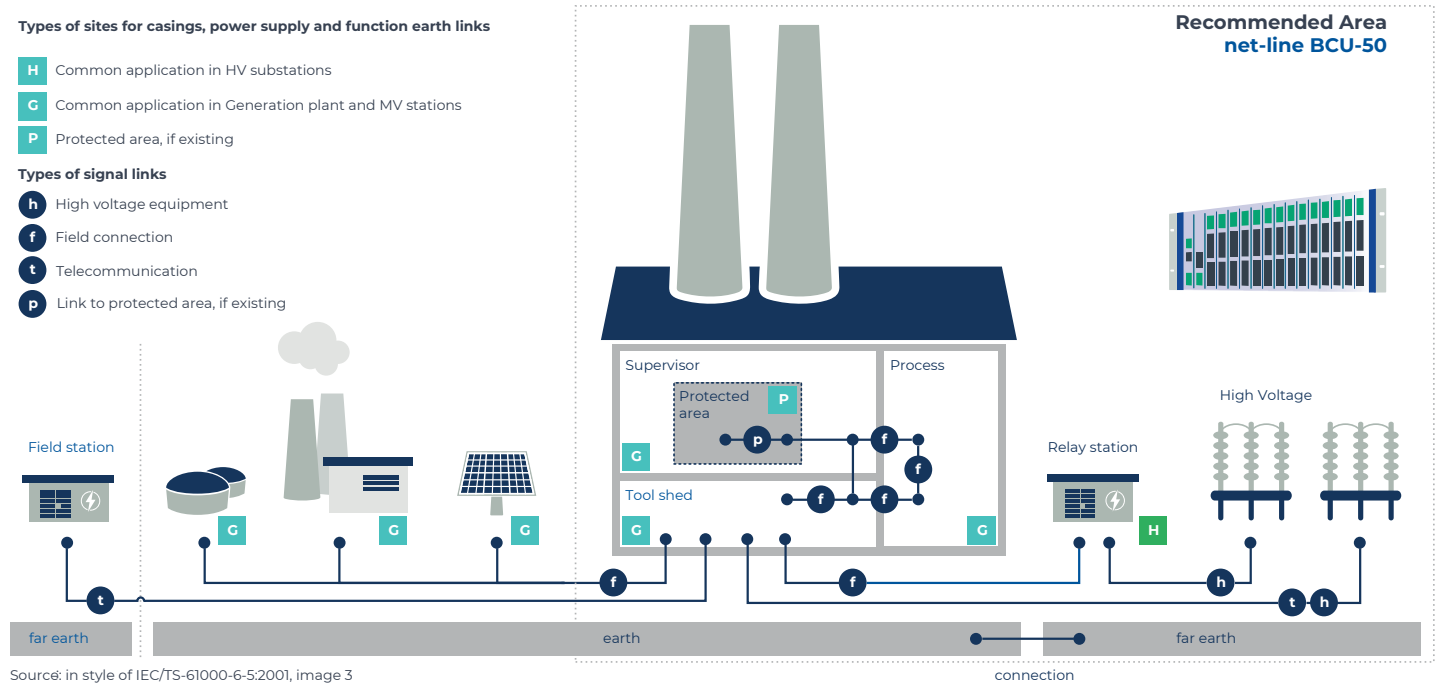 Types of sites for casings, power supply and function earth links
H Common application in HV substations
G Common application in Generation plant and MV stations
P Protected area, if existing
Types of signal links
h High voltage equipment
f Field connection
t Telecommunication
p Link to protected area, if existing
Recommended Area
net-line BCU-50
Supervisor
Process
Protected
area
P
p
f
f
G
Tool shed
f
f
G
G
High Voltage
Relay station
H
Field station
G
G
G
f
f
h
t
t
h
far earth
earth
far earth
Source: in style of IEC/TS-61000-6-5:2001, image 3
connection